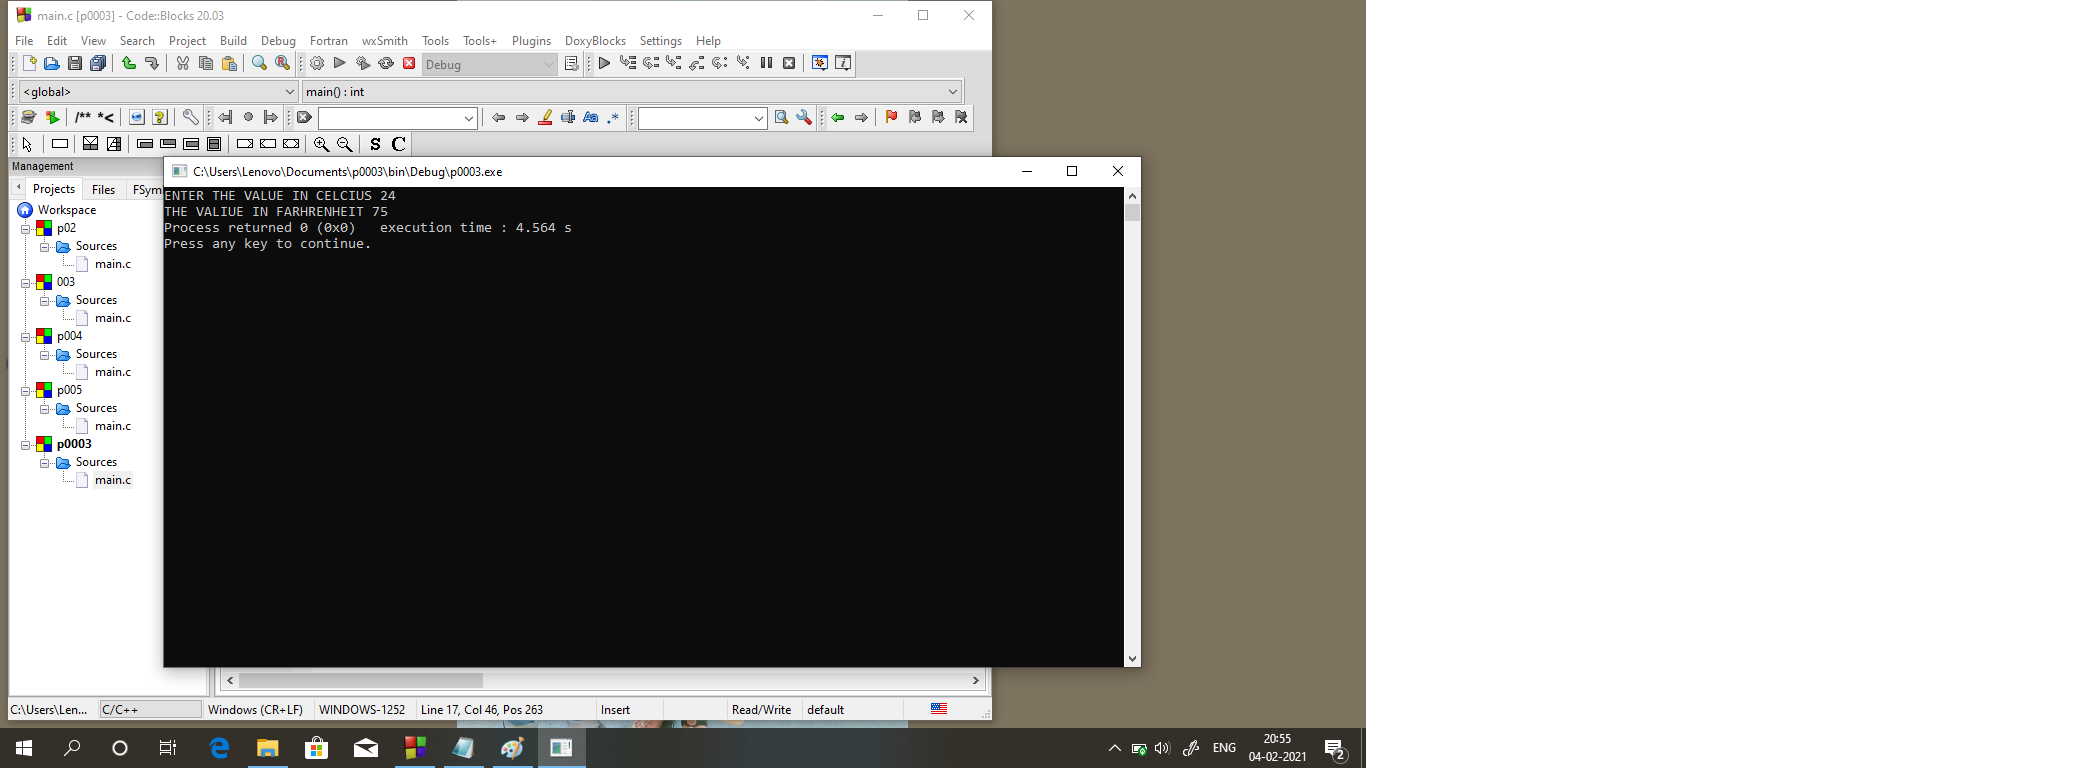 main.c [p0003] - Code::Blocks 20.03
File Edit View Search Project Build Debug Fortran wxSmith Tools Tools+ Plugins DoxyBlocks Settings Help
Debug
<global> main() : int
/** *<
Aa .*
S C
Management
C:\Users\Lenovo\Documents\p0003\bin\Debug\p0003.exe
Projects Files FSym
ENTER THE VALUE IN CELCIUS 24
THE VALIUE IN FARHRENHEIT 75
Process returned 0 (0x0)   execution time : 4.564 s
Press any key to continue.
Workspace
p02
Sources
main.c
003
Sources
main.c
p004
Sources
main.c
p005
Sources
main.c
p0003
Sources
main.c
C:\Users\Len... C/C++ Windows (CR+LF) WINDOWS-1252 Line 17, Col 46, Pos 263 Insert Read/Write default
ENG 20:55
04-02-2021
2